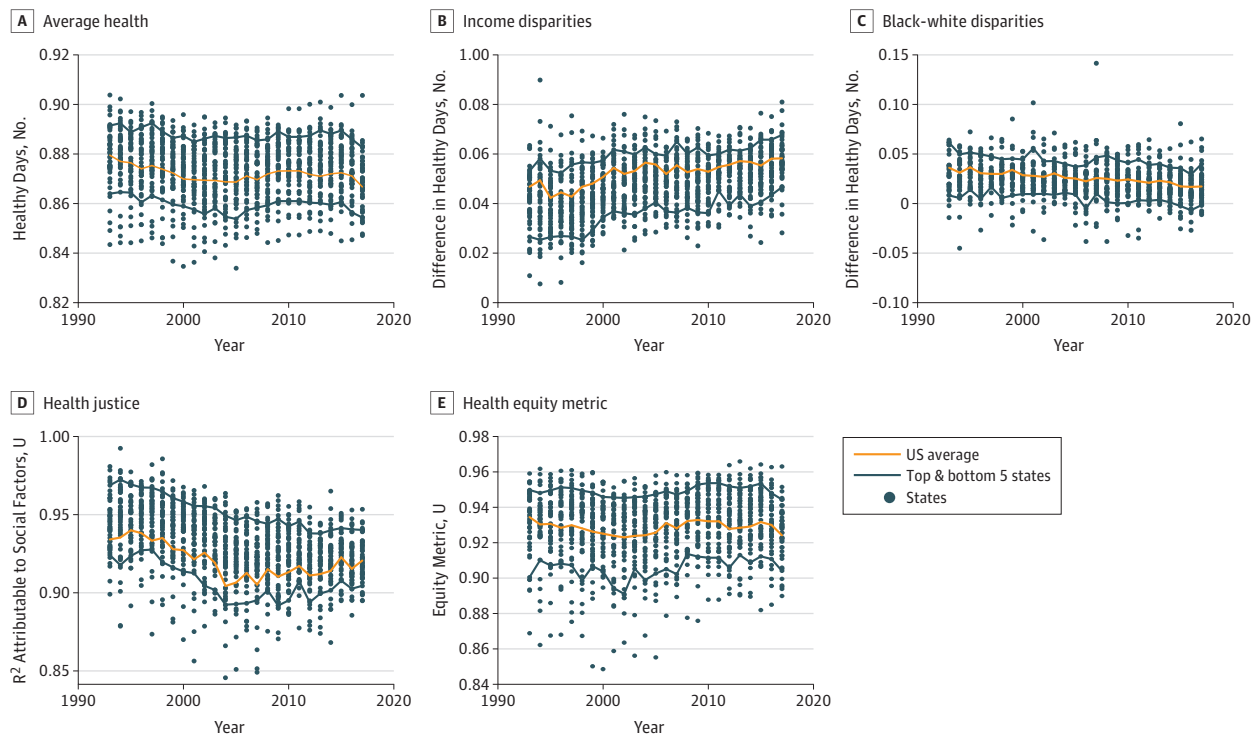 A Average health
Healthy Days, No.
0.92
0.90
0.88
0.86
0.84
0.82
1990 2000 2010 2020
Year
B Income disparities
Difference in Healthy Days, No.
1.00
0.08
0.06
0.04
0.02
0
1990 2000 2010 2020
Year
C Black-white disparities
Difference in Healthy Days, No.
0.15
0.10
0.05
0
-0.05
-0.10
1990 2000 2010 2020
Year
D Health justice
R² Attributable to Social Factors, U
1.00
0.95
0.90
0.85
1990 2000 2010 2020
Year
E Health equity metric
Equity Metric, U
0.98
0.96
0.94
0.92
0.90
0.88
0.86
0.84
1990 2000 2010 2020
Year
US average
Top & bottom 5 states
States